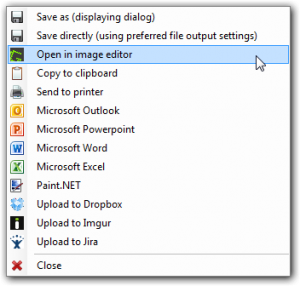 Save as (displaying dialog)
Save directly (using preferred file output settings)
Open in image editor
Copy to clipboard
Send to printer
Microsoft Outlook
Microsoft Powerpoint
Microsoft Word
Microsoft Excel
Paint.NET
Upload to Dropbox
Upload to Imgur
Upload to Jira
Close